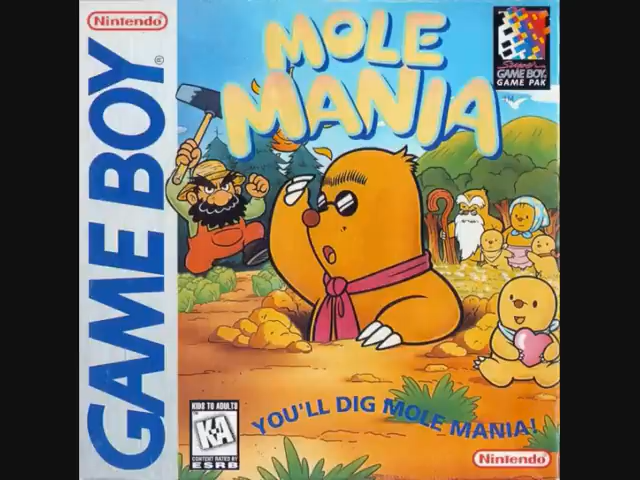 Nintendo
GAME BOY
®
MOLE
MANIA
™
Super
GAME BOY
GAME PAK
KIDS TO ADULTS
K-A
CONTENT RATED BY
ESRB
YOU'LL DIG MOLE MANIA!
Nintendo